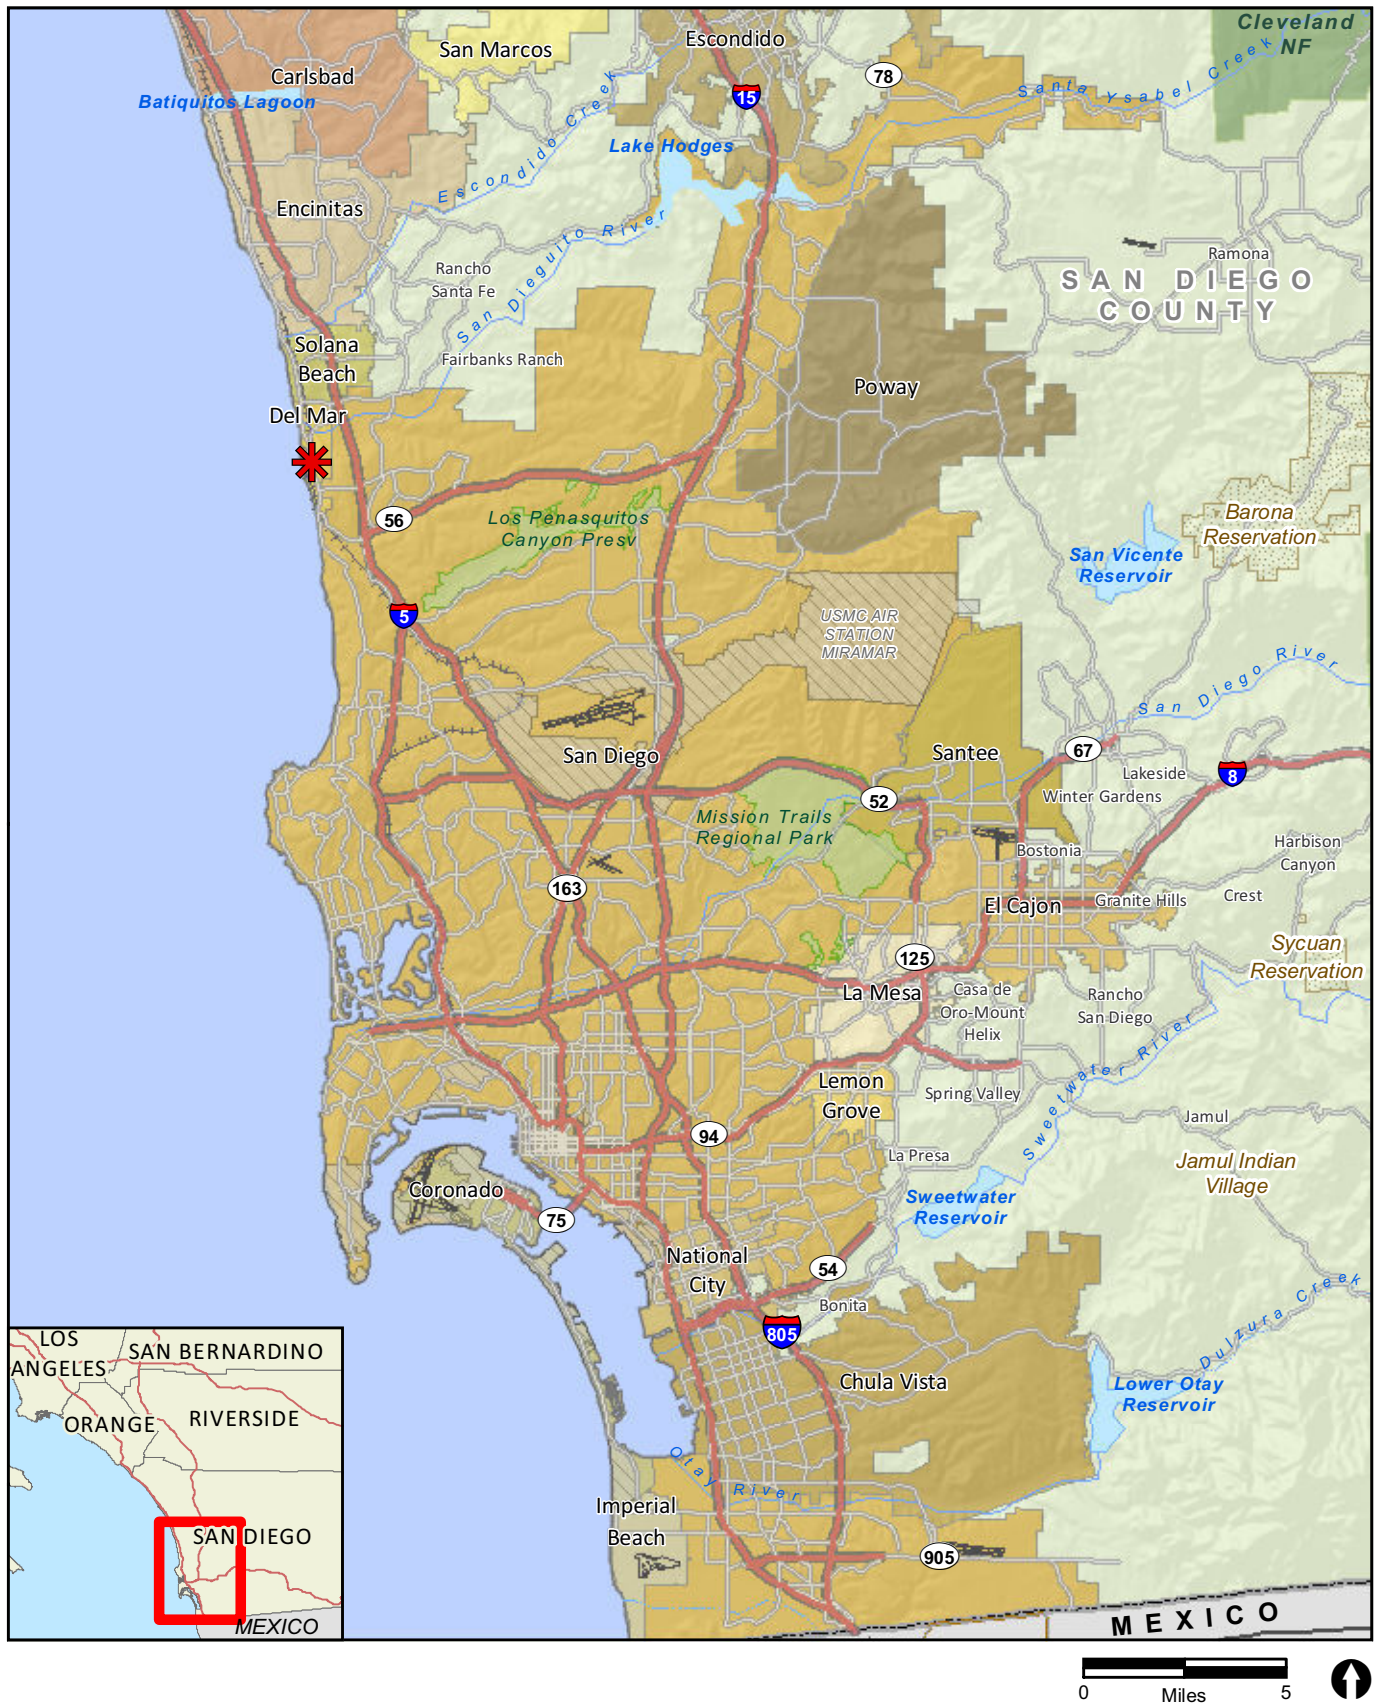 Cleveland
NF
Escondido
San Marcos
Carlsbad
78
15
Santa Ysabel Creek
Batiquitos Lagoon
Escondido Creek
Lake Hodges
Encinitas
San Dieguito River
Ramona
Rancho
Santa Fe
SAN DIEGO
COUNTY
Solana
Beach
Fairbanks Ranch
Poway
Del Mar
56
Los Penasquitos
Canyon Presv
Barona
Reservation
San Vicente
Reservoir
5
USMC AIR
STATION
MIRAMAR
San Diego River
San Diego
Santee
67
8
Lakeside
Winter Gardens
52
Mission Trails
Regional Park
Bostonia
Harbison
Canyon
163
El Cajon
Granite Hills
Crest
Sycuan
Reservation
125
La Mesa
Casa de
Oro-Mount
Helix
Rancho
San Diego
Sweetwater River
Lemon
Grove
Spring Valley
Jamul
94
La Presa
Jamul Indian
Village
Coronado
75
Sweetwater
Reservoir
National
City
54
Bonita
805
Dulzura Creek
Chula Vista
Lower Otay
Reservoir
Otay River
Imperial
Beach
905
MEXICO
LOS
ANGELES
SAN BERNARDINO
ORANGE
RIVERSIDE
SAN DIEGO
MEXICO
0 Miles 5